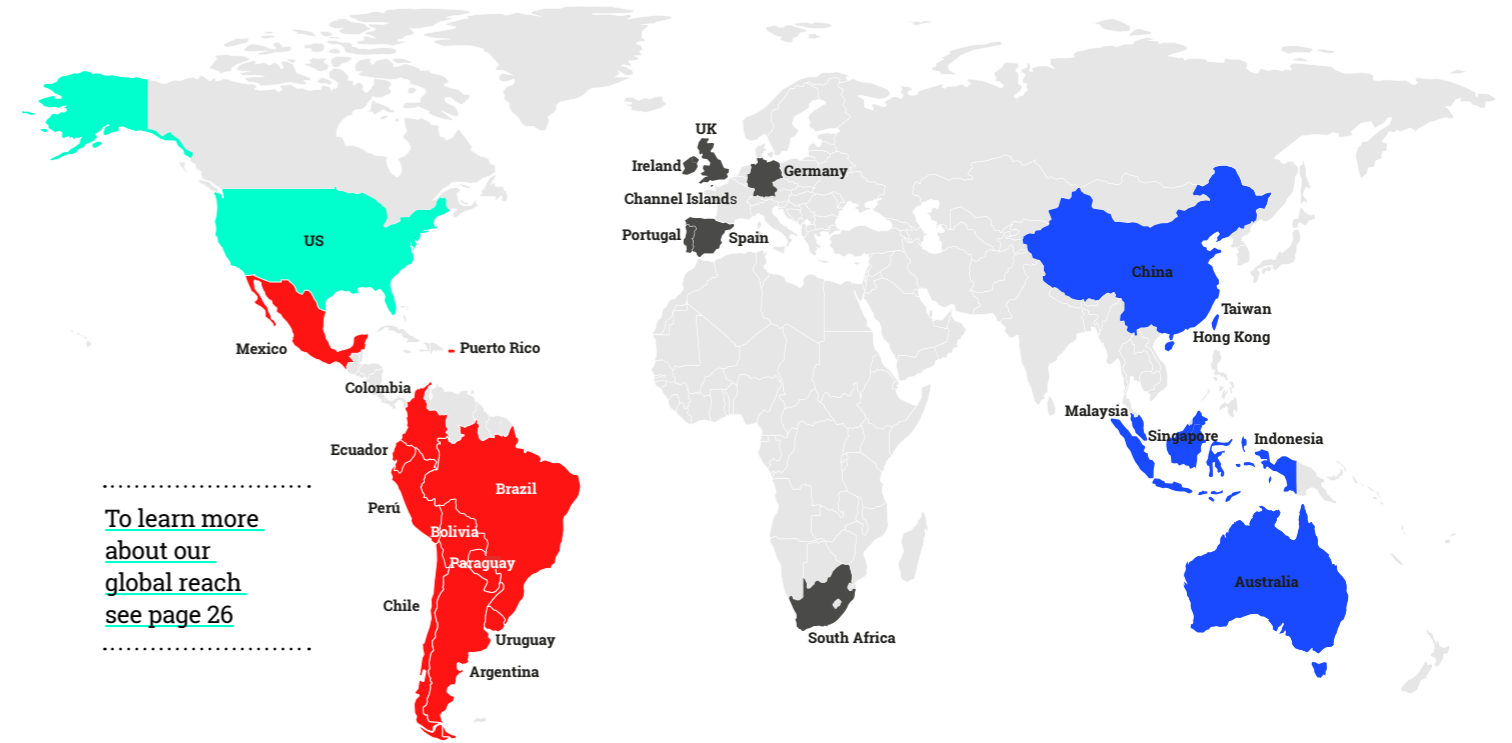 UK
Ireland
Germany
Channel Islands
Portugal
Spain
US
China
Taiwan
Hong Kong
Mexico
Puerto Rico
Colombia
Malaysia
Singapore
Indonesia
Ecuador
Brazil
Perú
Bolivia
Paraguay
Chile
Uruguay
Argentina
South Africa
Australia
To learn more
about our
global reach
see page 26